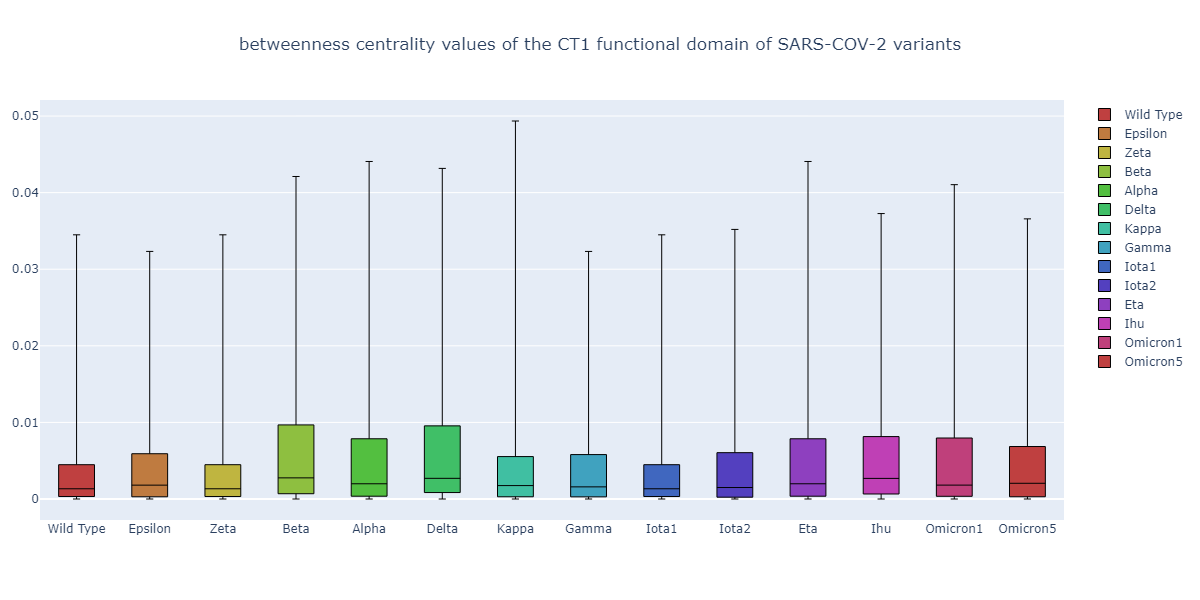 betweenness centrality values of the CT1 functional domain of SARS-COV-2 variants
0.05
0.04
0.03
0.02
0.01
0
Wild Type
Epsilon
Zeta
Beta
Alpha
Delta
Kappa
Gamma
Iota1
Iota2
Eta
Ihu
Omicron1
Omicron5
Wild Type
Epsilon
Zeta
Beta
Alpha
Delta
Kappa
Gamma
Iota1
Iota2
Eta
Ihu
Omicron1
Omicron5